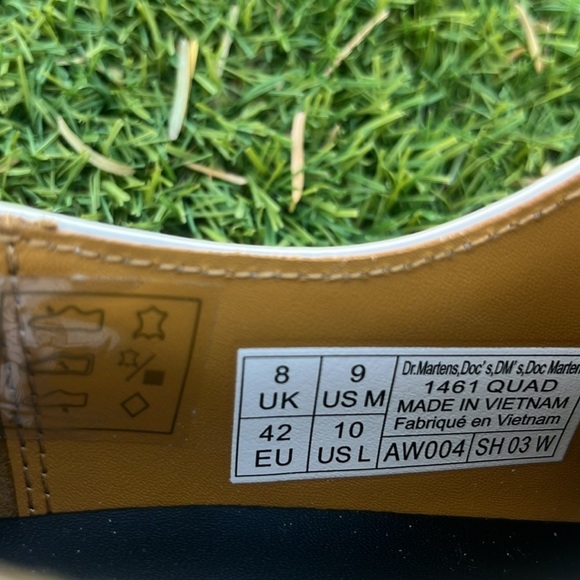 8 UK
9 US M
42 EU
10 US L
Dr.Martens,Doc's,DM's,Doc Marten
1461 QUAD
MADE IN VIETNAM
Fabriqué en Vietnam
AW004
SH 03 W